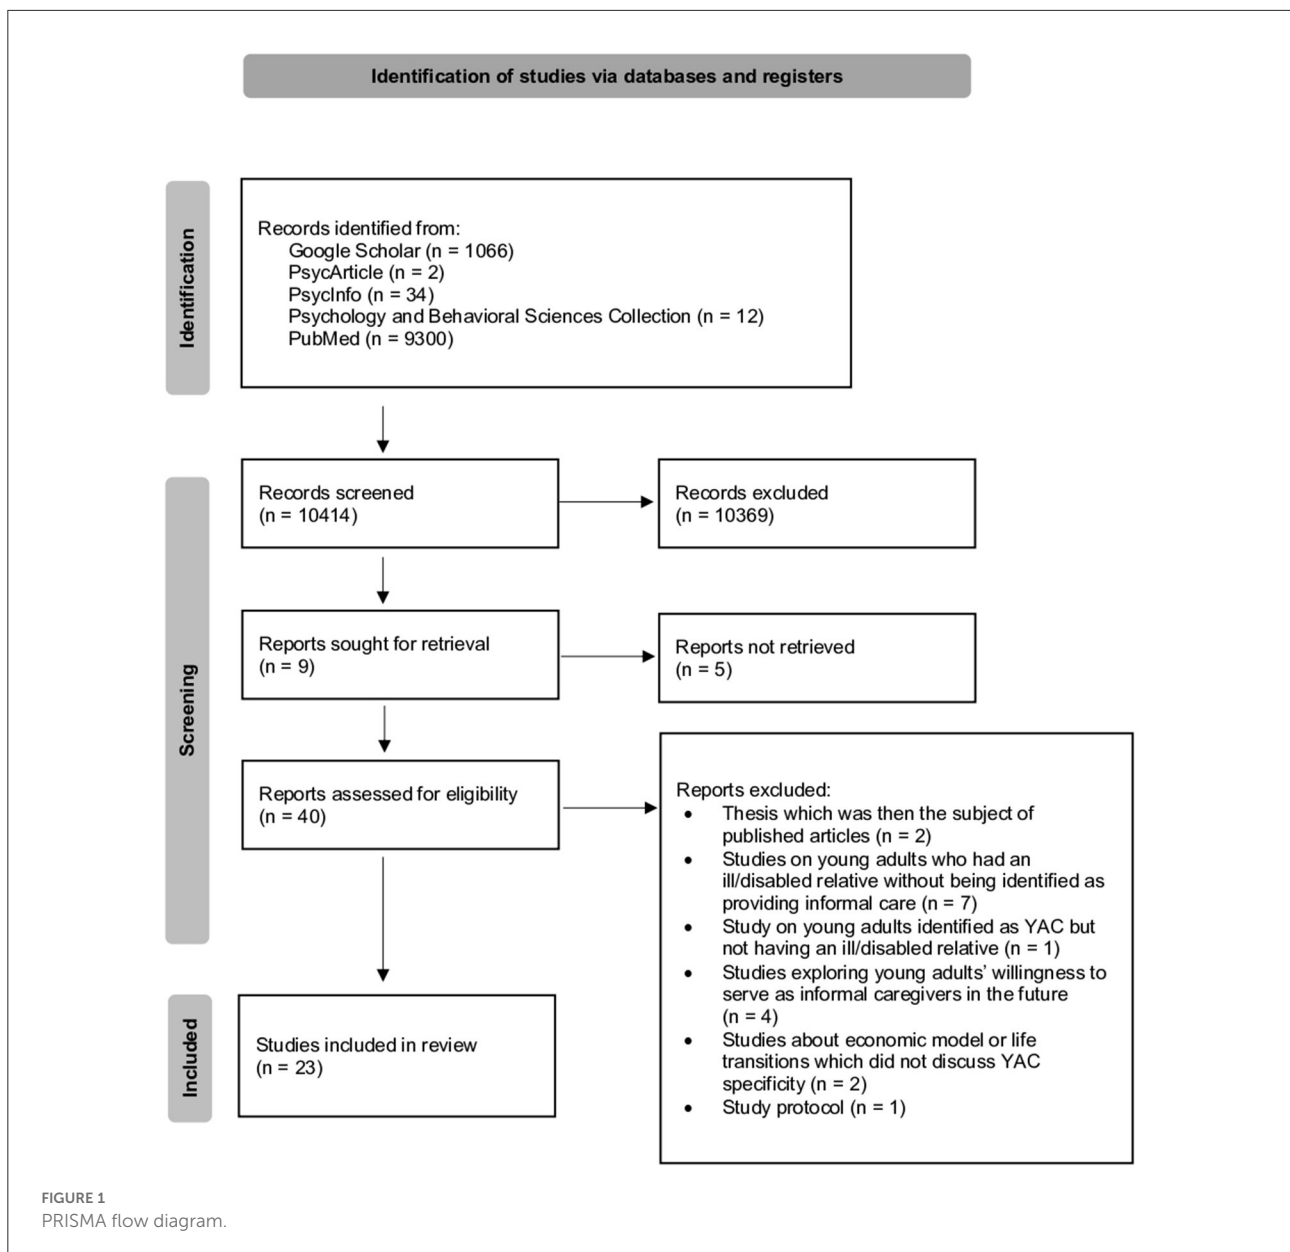 Identification of studies via databases and registers
Identification
Records identified from:
Google Scholar (n = 1066)
PsycArticle (n = 2)
PsycInfo (n = 34)
Psychology and Behavioral Sciences Collection (n = 12)
PubMed (n = 9300)
Screening
Records screened
(n = 10414)
Records excluded
(n = 10369)
Reports sought for retrieval
(n = 9)
Reports not retrieved
(n = 5)
Reports assessed for eligibility
(n = 40)
Reports excluded:
• Thesis which was then the subject of
published articles (n = 2)
• Studies on young adults who had an
ill/disabled relative without being identified as
providing informal care (n = 7)
• Study on young adults identified as YAC but
not having an ill/disabled relative (n = 1)
• Studies exploring young adults' willingness to
serve as informal caregivers in the future
(n = 4)
• Studies about economic model or life
transitions which did not discuss YAC
specificity (n = 2)
• Study protocol (n = 1)
Included
Studies included in review
(n = 23)
FIGURE 1
PRISMA flow diagram.